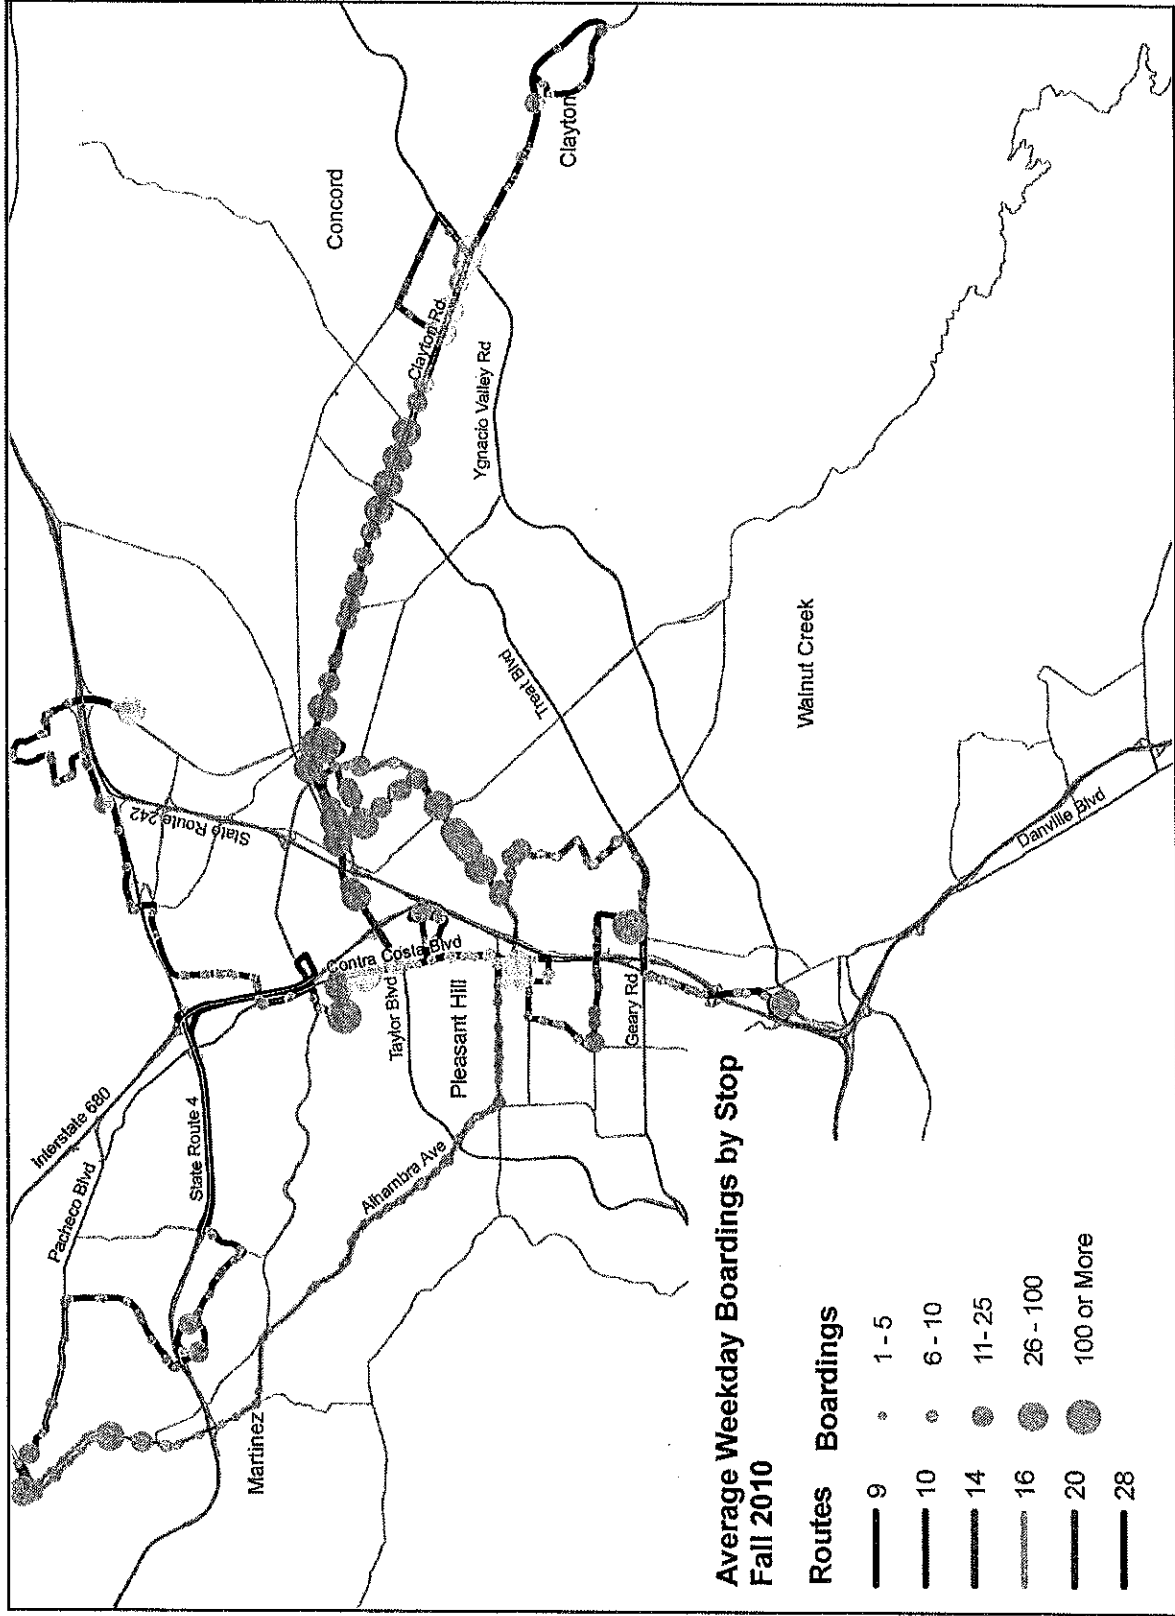 Average Weekday Boardings by Stop
Fall 2010
Routes
9
10
14
16
20
28
Boardings
1 - 5
6 - 10
11 - 25
26 - 100
100 or More
Martinez
Pacheco Blvd
Interstate 680
State Route 4
Alhambra Ave
Taylor Blvd
Pleasant Hill
Contra Costa Blvd
Geary Rd
State Route 242
Treat Blvd
Walnut Creek
Danville Blvd
Ygnacio Valley Rd
Clayton Rd
Concord
Clayton